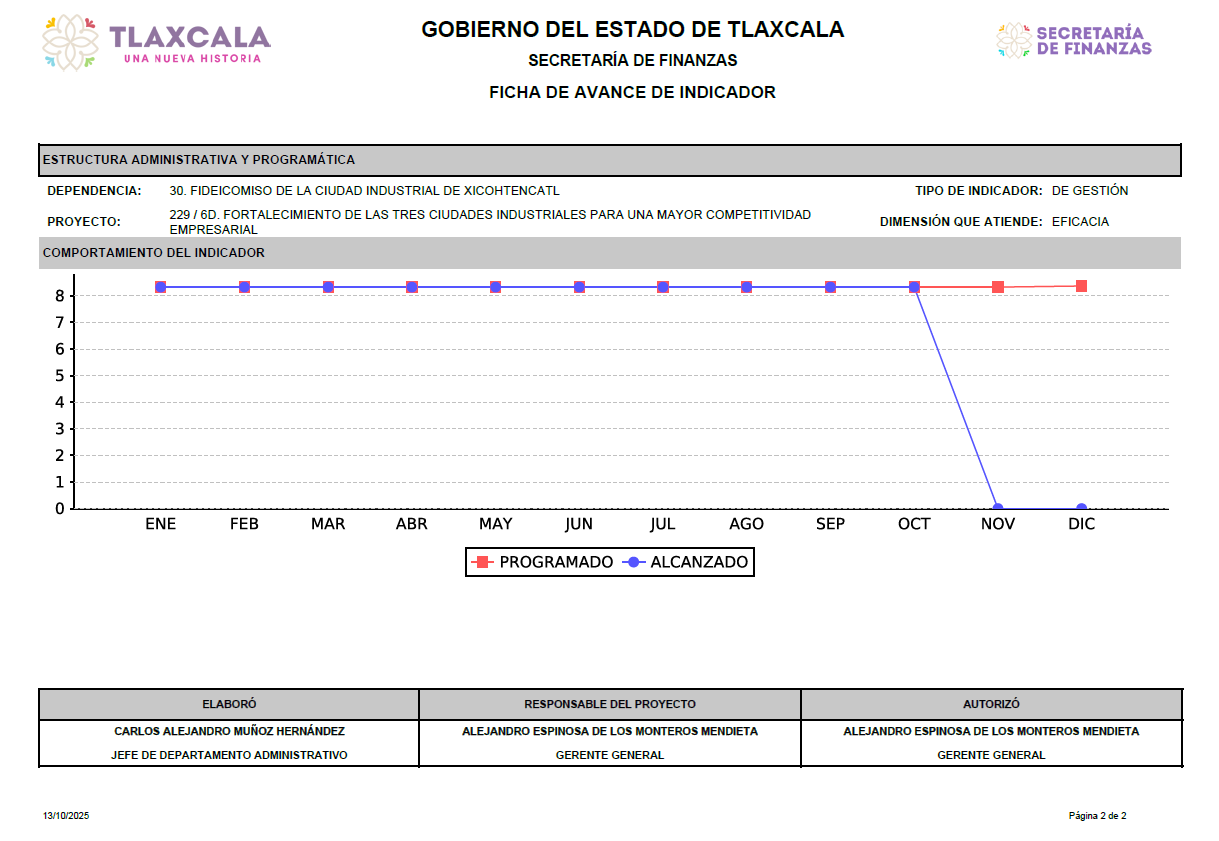 TLAXCALA
UNA NUEVA HISTORIA
GOBIERNO DEL ESTADO DE TLAXCALA
SECRETARÍA DE FINANZAS
FICHA DE AVANCE DE INDICADOR
SECRETARÍA
DE FINANZAS
ESTRUCTURA ADMINISTRATIVA Y PROGRAMÁTICA
DEPENDENCIA: 30. FIDEICOMISO DE LA CIUDAD INDUSTRIAL DE XICOHTENCATL TIPO DE INDICADOR: DE GESTIÓN
PROYECTO: 229 / 6D. FORTALECIMIENTO DE LAS TRES CIUDADES INDUSTRIALES PARA UNA MAYOR COMPETITIVIDAD
EMPRESARIAL
DIMENSIÓN QUE ATIENDE: EFICACIA
COMPORTAMIENTO DEL INDICADOR
8
7
6
5
4
3
2
1
0
ENE FEB MAR ABR MAY JUN JUL AGO SEP OCT NOV DIC
PROGRAMADO ALCANZADO
ELABORÓ RESPONSABLE DEL PROYECTO AUTORIZÓ
CARLOS ALEJANDRO MUÑOZ HERNÁNDEZ ALEJANDRO ESPINOSA DE LOS MONTEROS MENDIETA ALEJANDRO ESPINOSA DE LOS MONTEROS MENDIETA
JEFE DE DEPARTAMENTO ADMINISTRATIVO GERENTE GENERAL GERENTE GENERAL
13/10/2025 Página 2 de 2